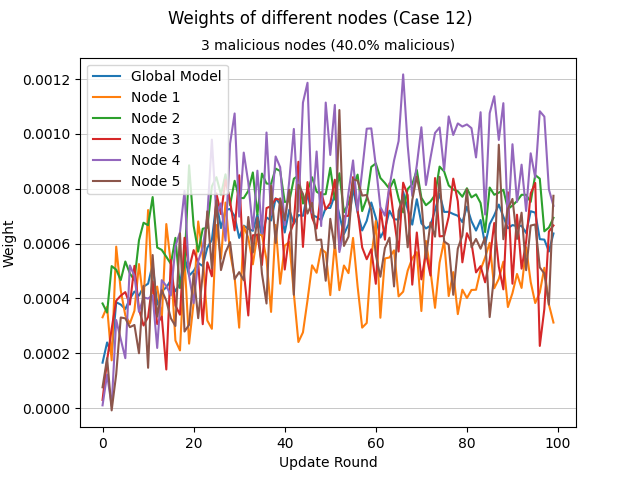 Weights of different nodes (Case 12)
3 malicious nodes (40.0% malicious)
Global Model
Node 1
Node 2
Node 3
Node 4
Node 5
0.0012
0.0010
0.0008
0.0006
0.0004
0.0002
0.0000
Weight
0 20 40 60 80 100
Update Round